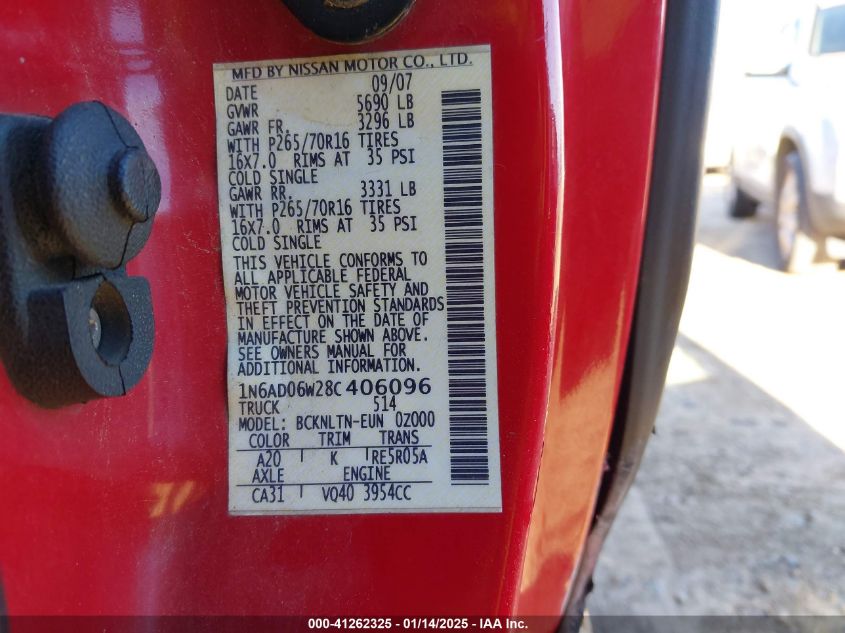 MFD BY NISSAN MOTOR CO., LTD.
DATE 09/07
GVWR 5690 LB
GAWR FR. 3296 LB
WITH P265/70R16 TIRES
16x7.0 RIMS AT 35 PSI
COLD SINGLE
GAWR RR. 3331 LB
WITH P265/70R16 TIRES
16x7.0 RIMS AT 35 PSI
COLD SINGLE
THIS VEHICLE CONFORMS TO
ALL APPLICABLE FEDERAL
MOTOR VEHICLE SAFETY AND
THEFT PREVENTION STANDARDS
IN EFFECT ON THE DATE OF
MANUFACTURE SHOWN ABOVE.
SEE OWNERS MANUAL FOR
ADDITIONAL INFORMATION.
1N6AD06W28C406096
TRUCK 514
MODEL: BCKNLTN-EUN 0Z000
COLOR TRIM TRANS
A20 K RE5R05A
AXLE ENGINE
CA31 VQ40 3954CC
000-41262325 - 01/14/2025 - IAA Inc.